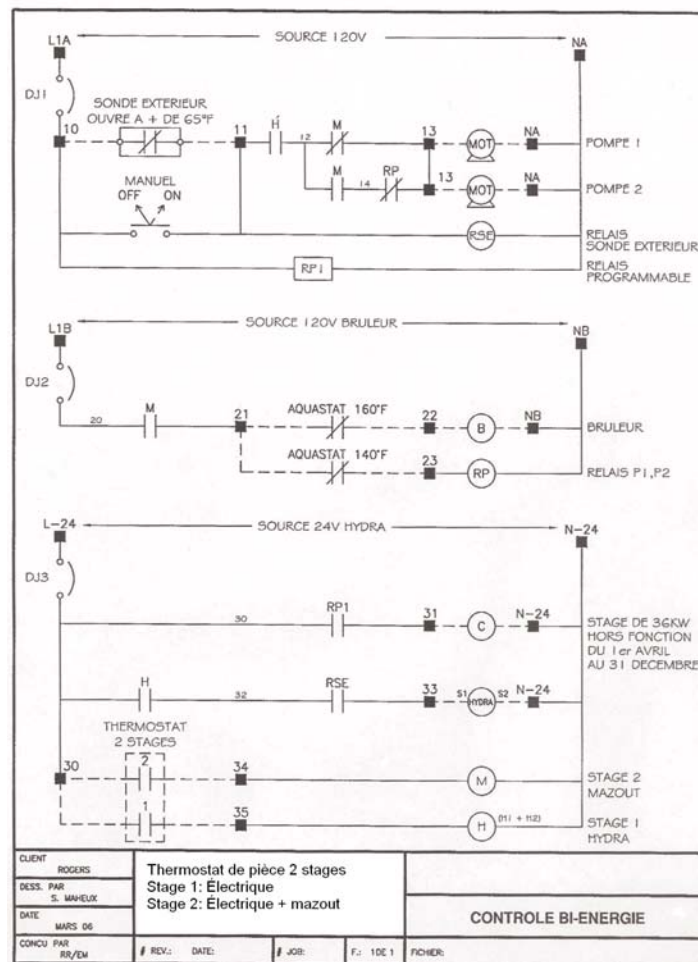 L1A
SOURCE 120V
NA
DJ1
SONDE EXTERIEUR
OUVRE A + DE 65°F
10
11
H
12
M
13
MOT
NA
POMPE 1
M
14
RP
13
MOT
NA
POMPE 2
MANUEL
OFF
ON
RSE
RELAIS
SONDE EXTERIEUR
RP1
RELAIS
PROGRAMMABLE
L1B
SOURCE 120V BRULEUR
NB
DJ2
20
M
21
AQUASTAT 160°F
22
B
NB
BRULEUR
AQUASTAT 140°F
23
RP
RELAIS P1,P2
L-24
SOURCE 24V HYDRA
N-24
DJ3
30
RP1
31
C
N-24
STAGE DE 36KW
HORS FONCTION
DU 1er AVRIL
AU 31 DECEMBRE
H
32
RSE
33
S1
HYDRA
S2
N-24
THERMOSTAT
2 STAGES
30
2
34
M
STAGE 2
MAZOUT
1
35
H
(H1 + H2)
STAGE 1
HYDRA
CLIENT
ROGERS
DESS. PAR
S. MAHEUX
DATE
MARS 06
CONCU PAR
RR/EM
Thermostat de pièce 2 stages
Stage 1: Électrique
Stage 2: Électrique + mazout
CONTROLE BI-ENERGIE
# REV.: DATE:
# JOB:
F.: 1DE 1
FICHIER: